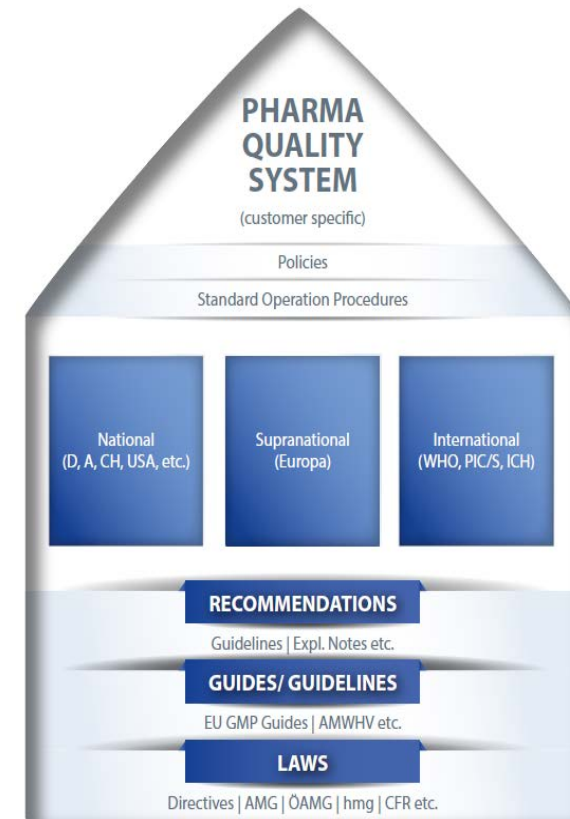 PHARMA
QUALITY
SYSTEM
(customer specific)
Policies
Standard Operation Procedures
National
(D, A, CH, USA, etc.)
Supranational
(Europa)
International
(WHO, PIC/S, ICH)
RECOMMENDATIONS
Guidelines | Expl. Notes etc.
GUIDES/ GUIDELINES
EU GMP Guides | AMWHV etc.
LAWS
Directives | AMG | ÖAMG | hmg | CFR etc.